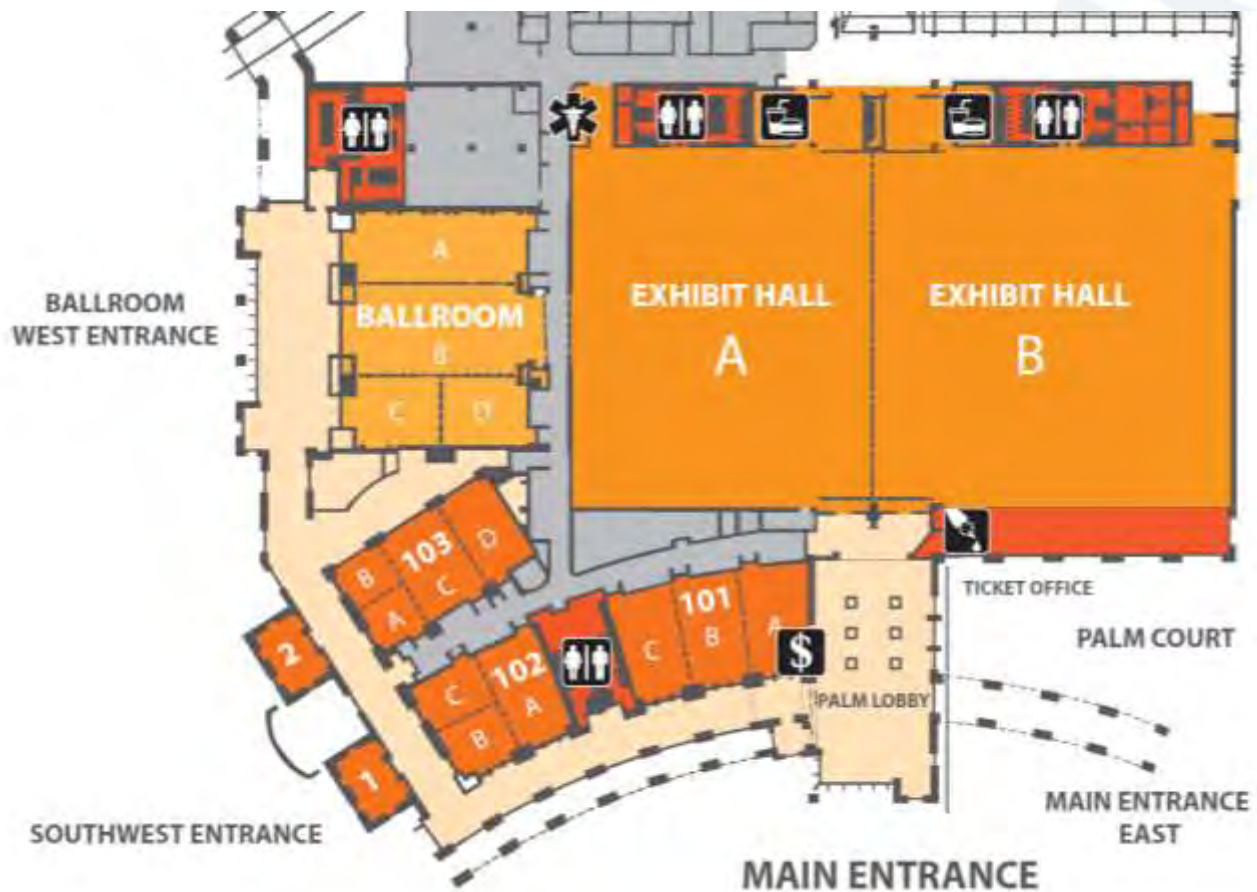 A
BALLROOM
WEST ENTRANCE
BALLROOM
B
C
D
EXHIBIT HALL
A
EXHIBIT HALL
B
103
D
B
C
A
101
C
B
A
$
102
C
A
B
2
1
TICKET OFFICE
PALM COURT
PALM LOBBY
SOUTHWEST ENTRANCE
MAIN ENTRANCE
EAST
MAIN ENTRANCE